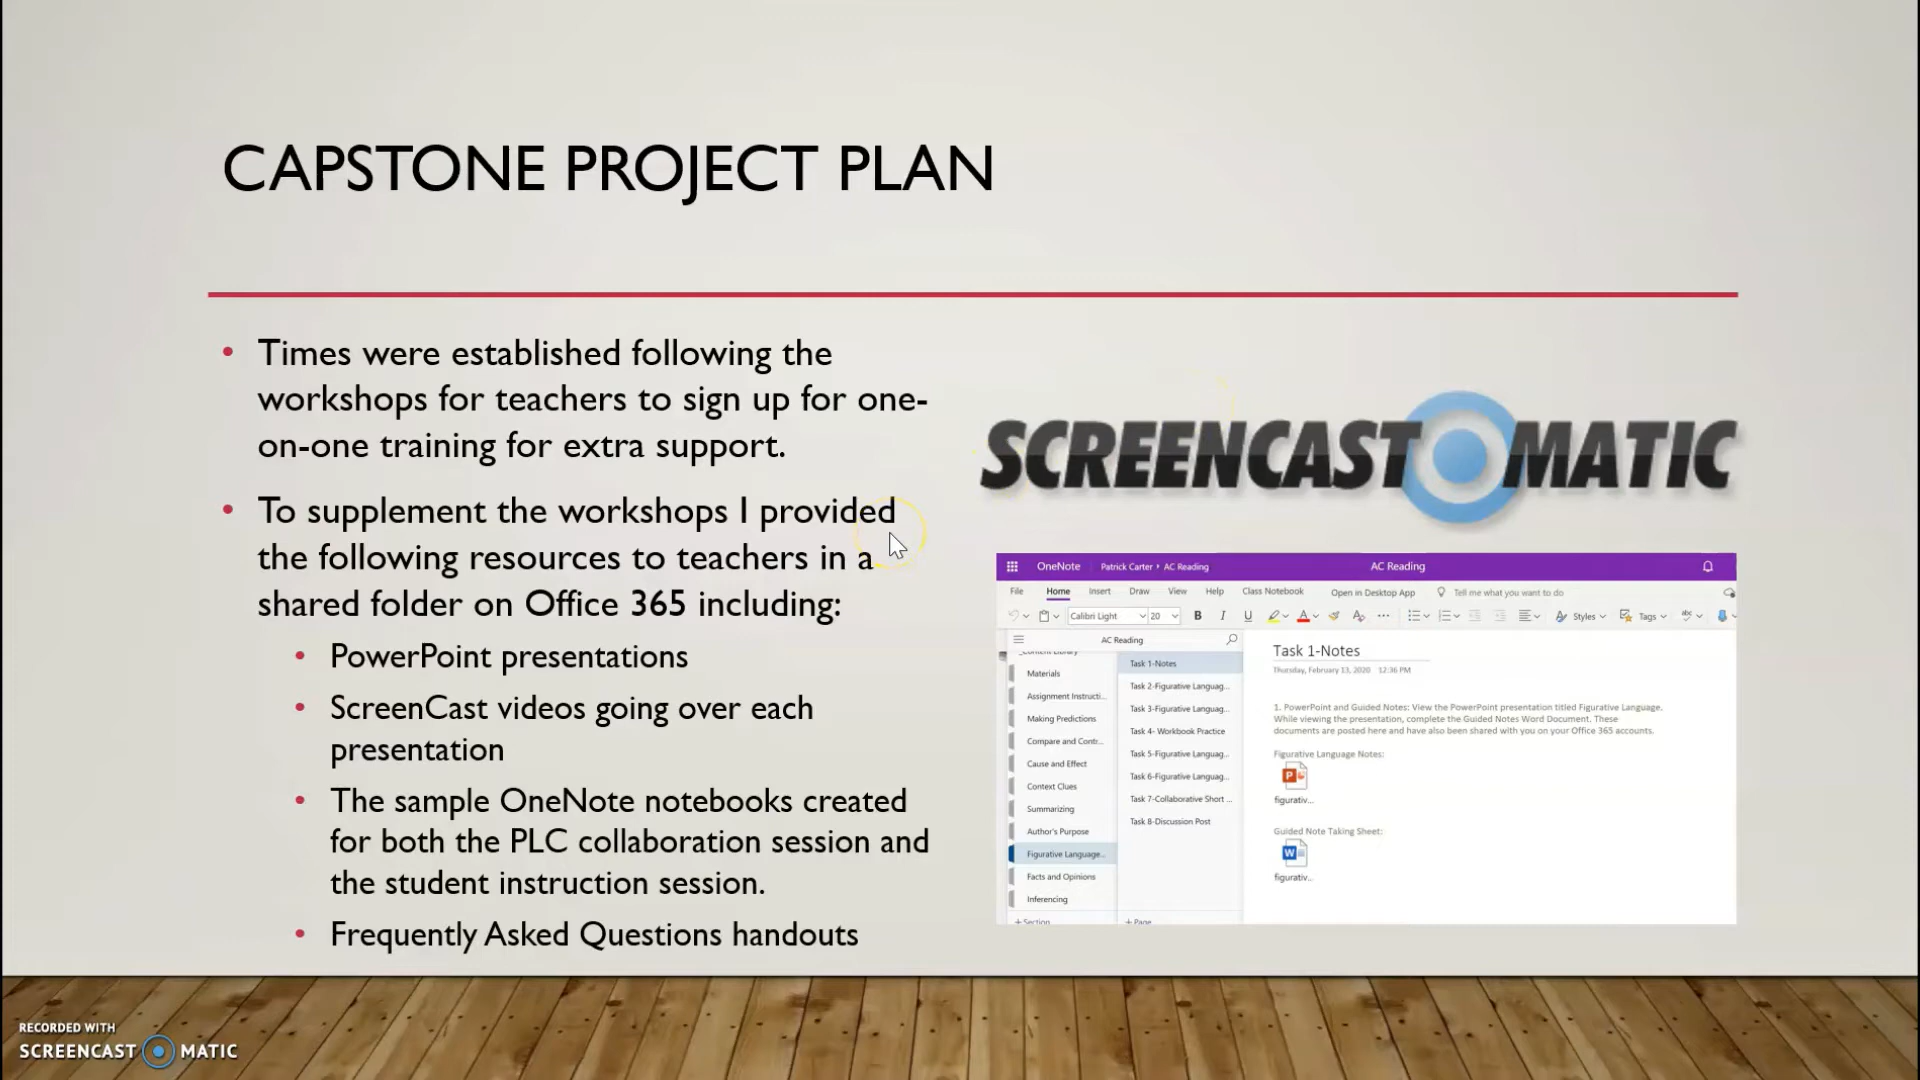 CAPSTONE PROJECT PLAN
• Times were established following the
workshops for teachers to sign up for one-
on-one training for extra support.
• To supplement the workshops I provided
the following resources to teachers in a
shared folder on Office 365 including:
• PowerPoint presentations
• ScreenCast videos going over each
presentation
• The sample OneNote notebooks created
for both the PLC collaboration session and
the student instruction session.
• Frequently Asked Questions handouts
SCREENCAST MATIC
OneNote Patrick Carter › AC Reading AC Reading
File Home Insert Draw View Help Class Notebook Open in Desktop App Tell me what you want to do
Calibri Light 20 B I U A Styles Tags abc
AC Reading
_Content Library
Materials
Assignment Instructi...
Making Predictions
Compare and Contr...
Cause and Effect
Context Clues
Summarizing
Author's Purpose
Figurative Language...
Facts and Opinions
Inferencing
+ Section
Task 1-Notes
Task 2-Figurative Languag...
Task 3-Figurative Languag...
Task 4- Workbook Practice
Task 5-Figurative Languag...
Task 6-Figurative Languag...
Task 7-Collaborative Short ...
Task 8-Discussion Post
+ Page
Task 1-Notes
Thursday, February 13, 2020 12:36 PM
1. PowerPoint and Guided Notes: View the PowerPoint presentation titled Figurative Language.
While viewing the presentation, complete the Guided Notes Word Document. These
documents are posted here and have also been shared with you on your Office 365 accounts.
Figurative Language Notes:
figurativ...
Guided Note Taking Sheet:
figurativ...
RECORDED WITH
SCREENCAST MATIC